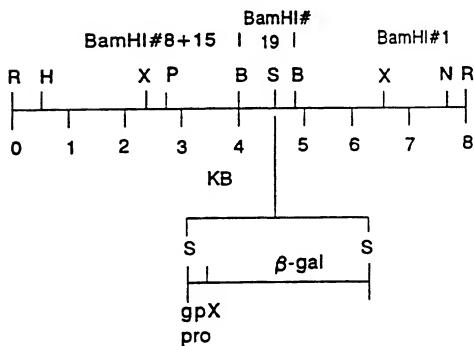 BamHI#
BamHI#8+15 19 BamHI#1
R H X P B S B X N R
0 1 2 3 4 5 6 7 8
KB
S S
β-gal
gpX
pro